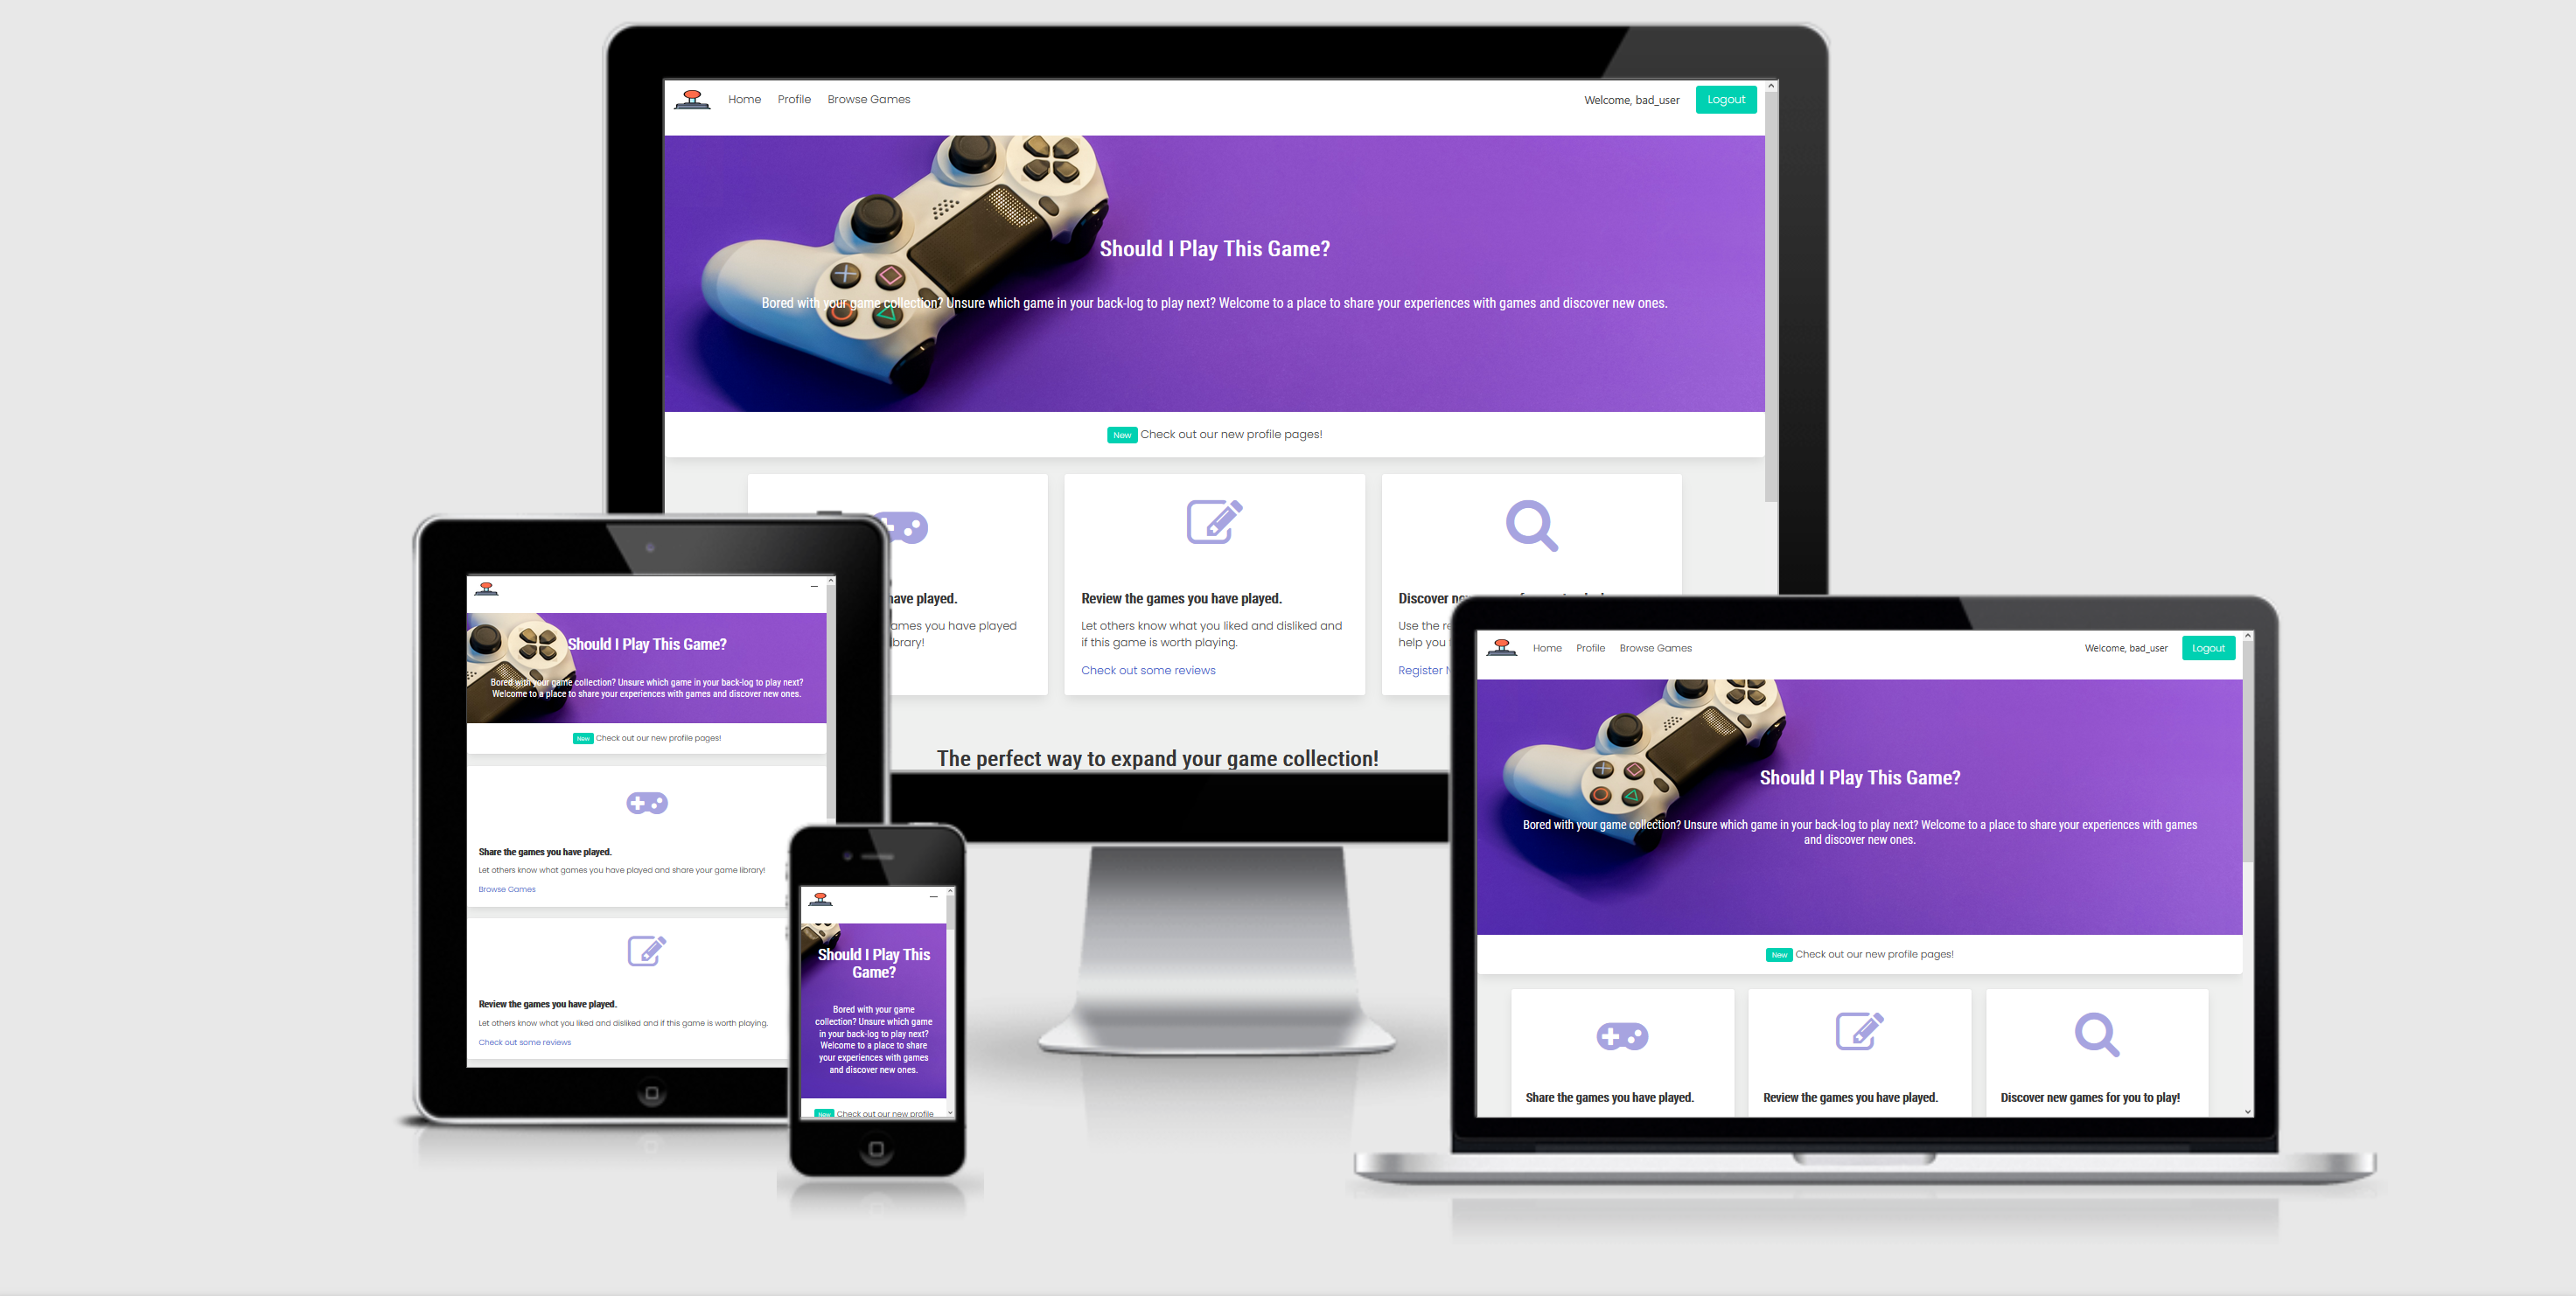 Home Profile Browse Games
Welcome, bad_user Logout
Should I Play This Game?
Bored with your game collection? Unsure which game in your back-log to play next? Welcome to a place to share your experiences with games and discover new ones.
New Check out our new profile pages!
have played.
games you have played
Review the games you have played.
Let others know what you liked and disliked and
if this game is worth playing.
Check out some reviews
Discover
Use the
help you
Register
The perfect way to expand your game collection!
Should I Play This Game?
Bored with your game collection? Unsure which game in your back-log to play next?
Welcome to a place to share your experiences with games and discover new ones.
New Check out our new profile pages!
Share the games you have played.
Let others know what games you have played and share your game library!
Browse Games
Review the games you have played.
Let others know what you liked and disliked and if this game is worth playing.
Check out some reviews
Should I Play This
Game?
Bored with your game
collection? Unsure which game
in your back-log to play next?
Welcome to a place to share
your experiences with games
and discover new ones.
New Check out our new profile
Home Profile Browse Games
Welcome, bad_user Logout
Should I Play This Game?
Bored with your game collection? Unsure which game in your back-log to play next? Welcome to a place to share your experiences with games
and discover new ones.
New Check out our new profile pages!
Share the games you have played.
Review the games you have played.
Discover new games for you to play!